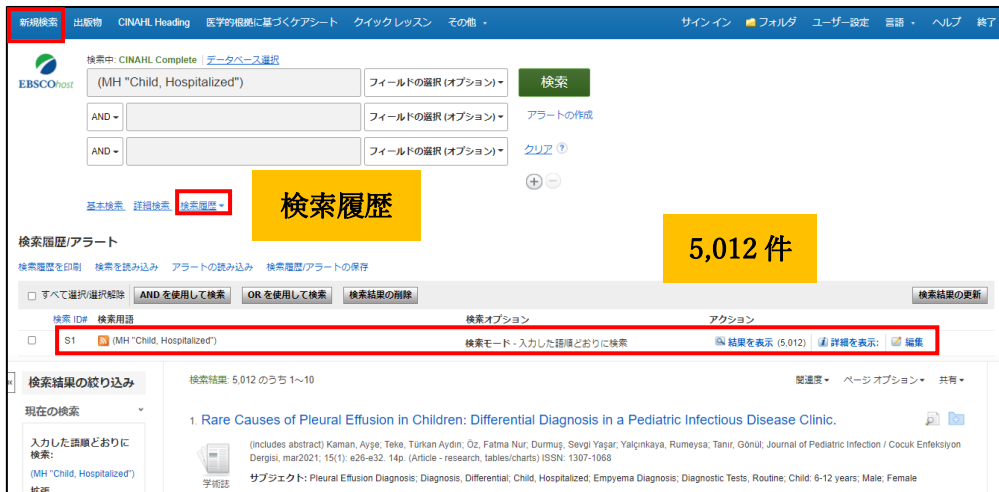 新規検索 出版物 CINAHL Heading 医学的根拠に基づくケアシート クイック レッスン その他 サイン イン フォルダ ユーザー設定 言語 ヘルプ 終了
検索中: CINAHL Complete データベース選択
EBSCOhost
(MH "Child, Hospitalized") フィールドの選択 (オプション) 検索
AND フィールドの選択 (オプション) アラートの作成
AND フィールドの選択 (オプション) クリア ?
基本検索 詳細検索 検索履歴
検索履歴
検索履歴/アラート
5,012 件
検索履歴を印刷 検索を読み込み アラートの読み込み 検索履歴/アラートの保存
すべて選択/選択解除 AND を使用して検索 OR を使用して検索 検索結果の削除 検索結果の更新
検索 ID# 検索用語 検索オプション アクション
S1 (MH "Child, Hospitalized") 検索モード - 入力した語順どおりに検索 結果を表示 (5,012) 詳細を表示: 編集
検索結果の絞り込み 検索結果: 5,012 のうち 1~10 関連度 ページ オプション 共有
現在の検索
1. Rare Causes of Pleural Effusion in Children: Differential Diagnosis in a Pediatric Infectious Disease Clinic.
入力した語順どおりに
検索:
(MH "Child, Hospitalized")
拡張
学術誌
(includes abstract) Kaman, Ayşe; Teke, Türkan Aydın; Öz, Fatma Nur; Durmuş, Sevgi Yaşar; Yalçınkaya, Rumeysa; Tanır, Gönül; Journal of Pediatric Infection / Cocuk Enfeksiyon
Dergisi, mar2021; 15(1): e26-e32. 14p. (Article - research, tables/charts) ISSN: 1307-1068
サブジェクト: Pleural Effusion Diagnosis; Diagnosis, Differential; Child, Hospitalized; Empyema Diagnosis; Diagnostic Tests, Routine; Child: 6-12 years; Male; Female